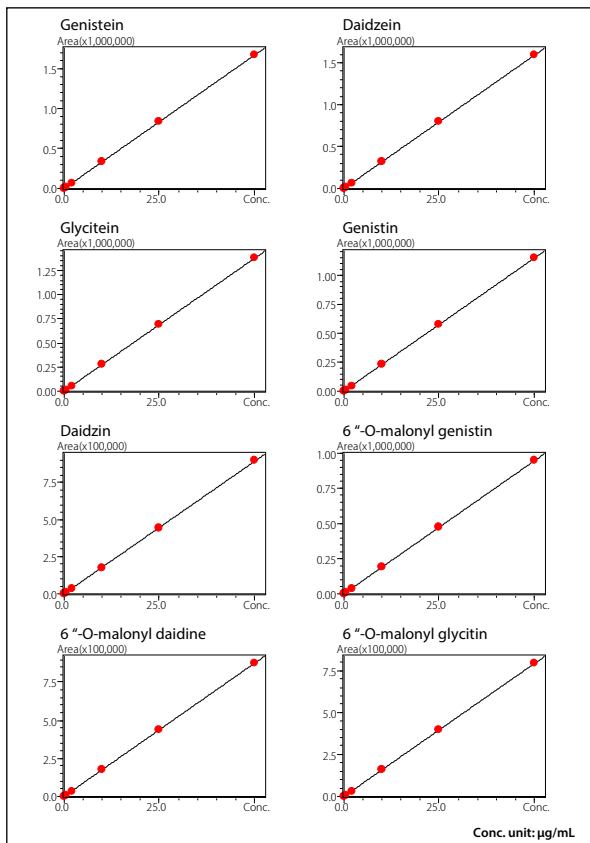 Genistein
Area(x1,000,000)
1.5
1.0
0.5
0.0
0.0 25.0 Conc.
Daidzein
Area(x1,000,000)
1.5
1.0
0.5
0.0
0.0 25.0 Conc.
Glycitein
Area(x1,000,000)
1.25
1.00
0.75
0.50
0.25
0.00
0.0 25.0 Conc.
Genistin
Area(x1,000,000)
1.00
0.75
0.50
0.25
0.00
0.0 25.0 Conc.
Daidzin
Area(x100,000)
7.5
5.0
2.5
0.0
0.0 25.0 Conc.
6 “-O-malonyl genistin
Area(x1,000,000)
1.00
0.75
0.50
0.25
0.00
0.0 25.0 Conc.
6 “-O-malonyl daidine
Area(x100,000)
7.5
5.0
2.5
0.0
0.0 25.0 Conc.
6 “-O-malonyl glycitin
Area(x100,000)
7.5
5.0
2.5
0.0
0.0 25.0 Conc.
Conc. unit: µg/mL